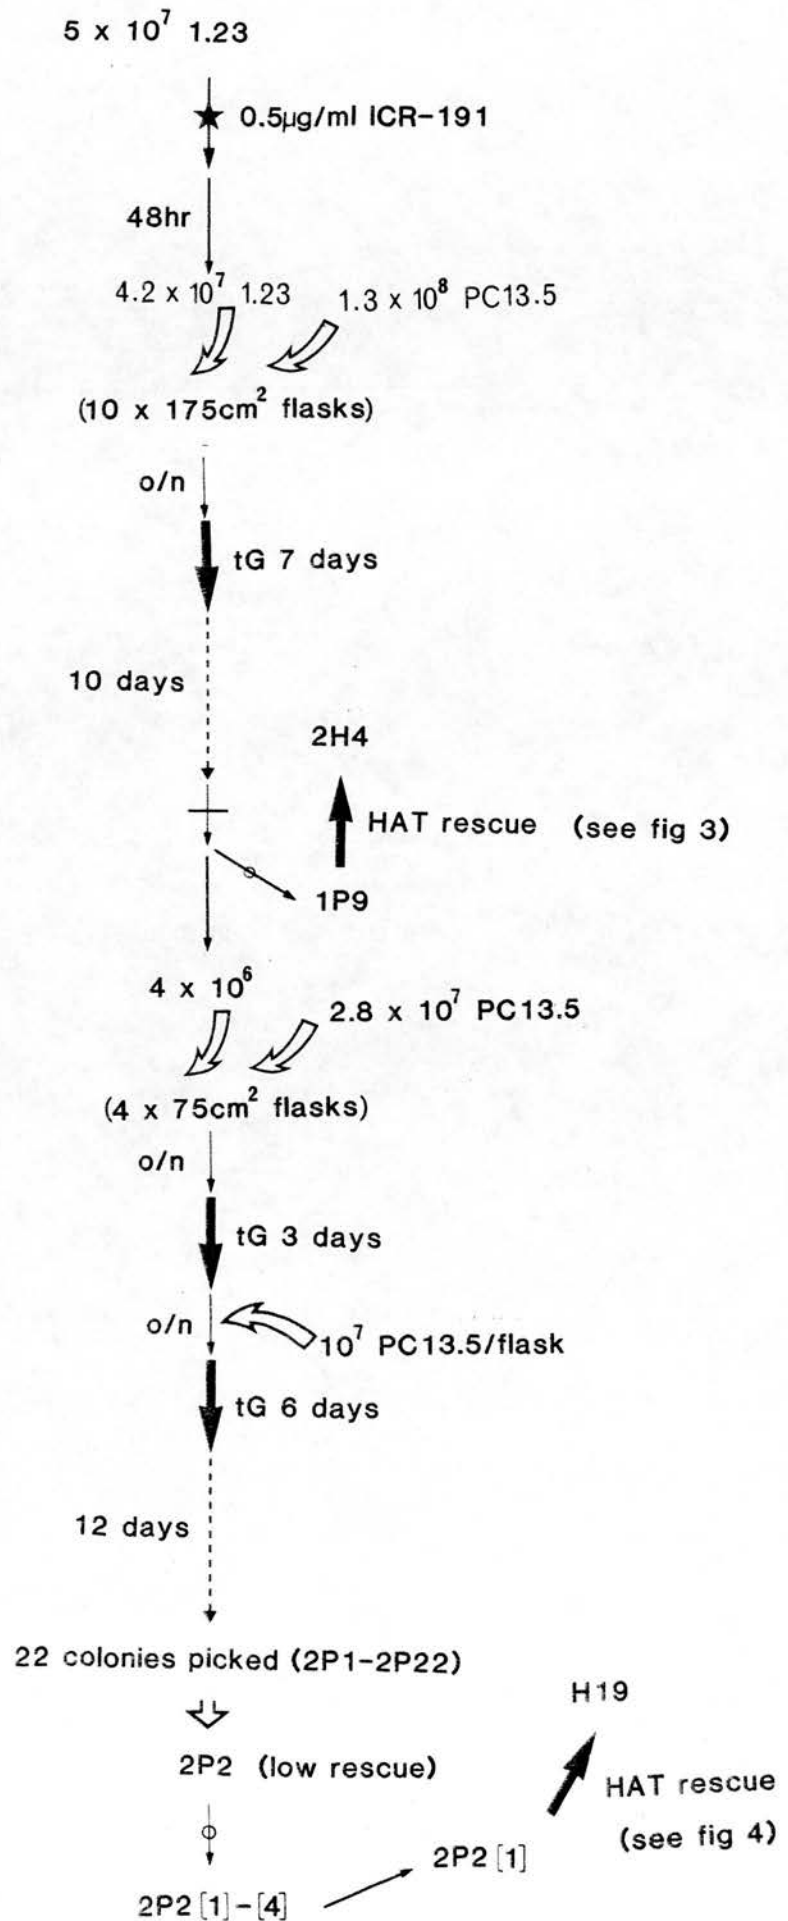 5 x 10⁷ 1.23
0.5µg/ml ICR-191
48hr
4.2 x 10⁷ 1.23
1.3 x 10⁸ PC13.5
(10 x 175cm² flasks)
o/n
tG 7 days
10 days
2H4
HAT rescue (see fig 3)
1P9
4 x 10⁶
2.8 x 10⁷ PC13.5
(4 x 75cm² flasks)
o/n
tG 3 days
o/n
10⁷ PC13.5/flask
tG 6 days
12 days
22 colonies picked (2P1-2P22)
H19
2P2 (low rescue)
HAT rescue
(see fig 4)
2P2[1]
2P2[1]-[4]